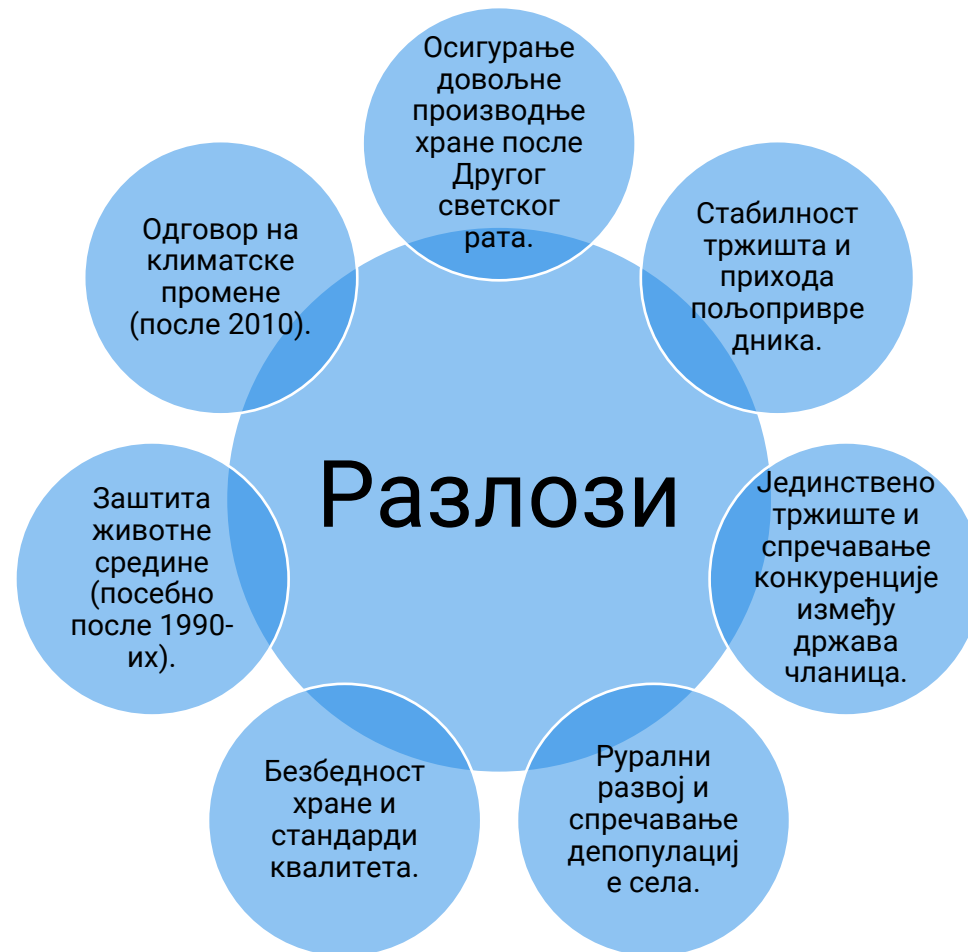 Осигурање
довољне
производње
хране после
Другог
светског
рата.
Стабилност
тржишта и
прихода
пољопривре
дника.
Јединствено
тржиште и
спречавање
конкуренције
између
држава
чланица.
Рурални
развој и
спречавање
депопулациј
е села.
Безбедност
хране и
стандарди
квалитета.
Заштита
животне
средине
(посебно
после 1990-
их).
Одговор на
климатске
промене
(после 2010).
Разлози